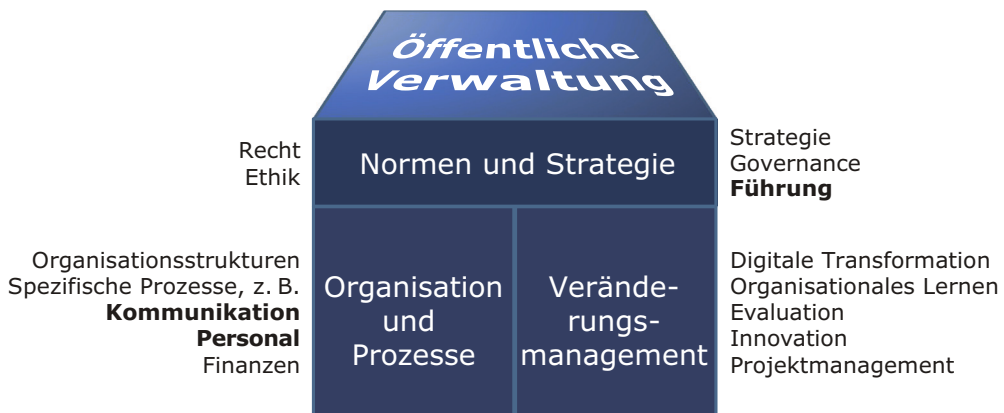 Öffentliche
Verwaltung
Recht
Ethik
Normen und Strategie
Strategie
Governance
Führung
Organisationsstrukturen
Spezifische Prozesse, z. B.
Kommunikation
Personal
Finanzen
Organisation
und
Prozesse
Verände-
rungs-
management
Digitale Transformation
Organisationales Lernen
Evaluation
Innovation
Projektmanagement